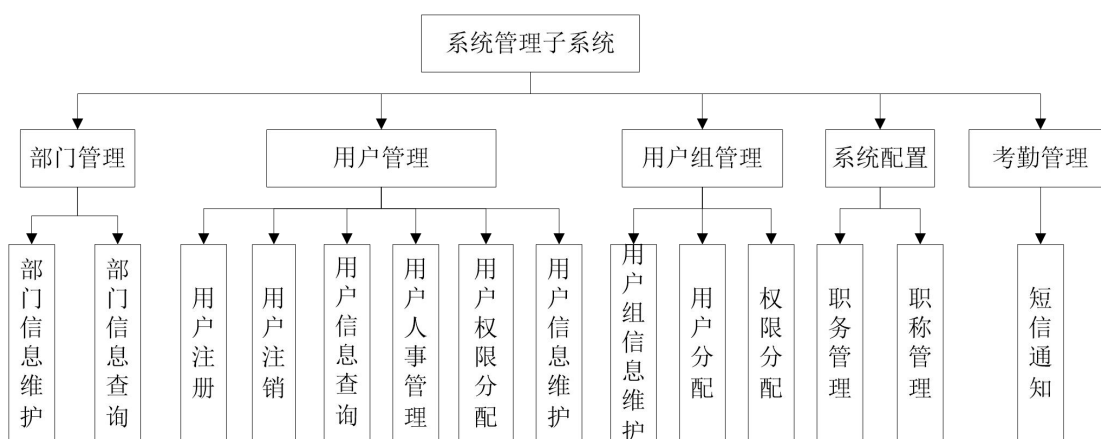 系统管理子系统
部门管理
用户管理
用户组管理
系统配置
考勤管理
部门信息维护
部门信息查询
用户注册
用户注销
用户信息查询
用户人事管理
用户权限分配
用户信息维护
用户组信息维护
用户分配
权限分配
职务管理
职称管理
短信通知